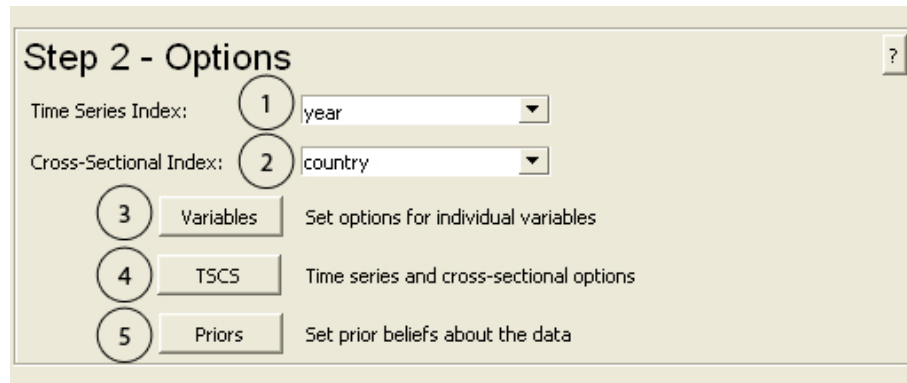 Step 2 - Options
?
Time Series Index: 1 year
Cross-Sectional Index: 2 country
3 Variables Set options for individual variables
4 TSCS Time series and cross-sectional options
5 Priors Set prior beliefs about the data